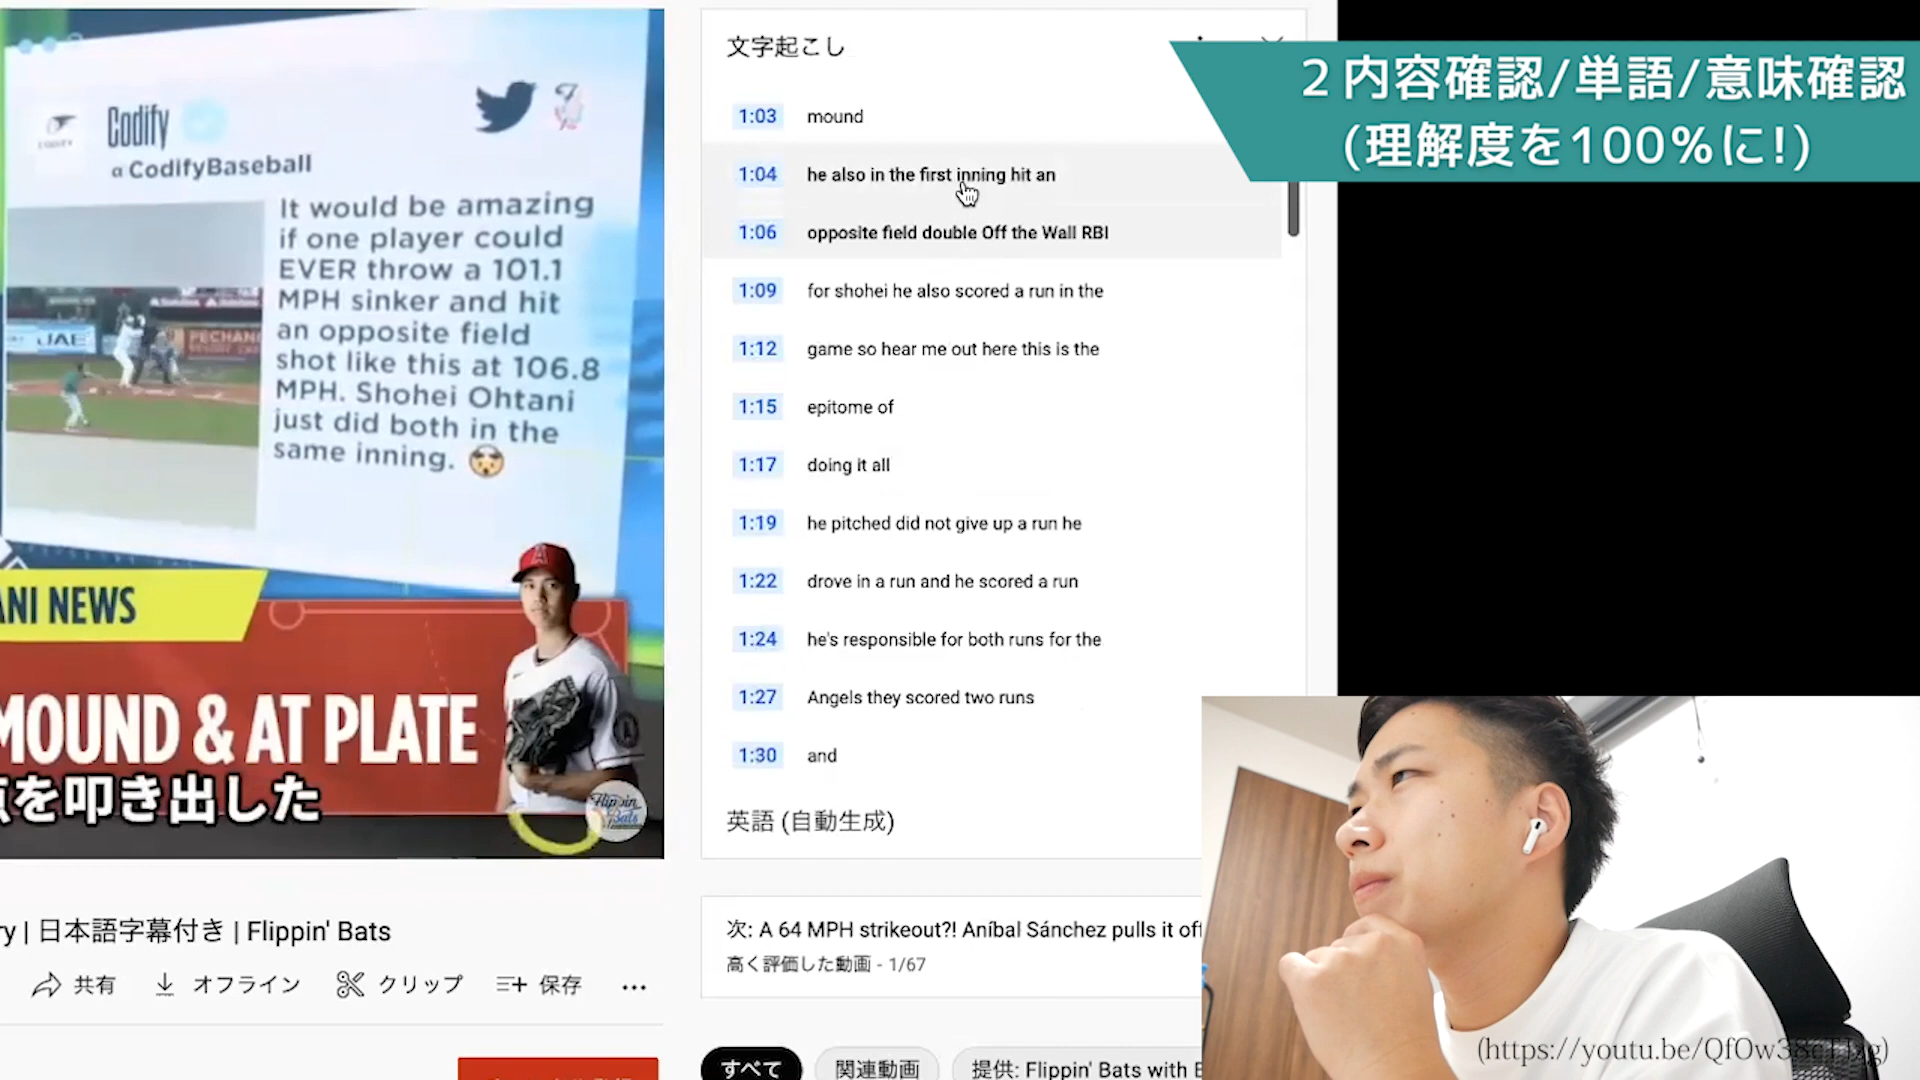 Codify
@CodifyBaseball
It would be amazing
if one player could
EVER throw a 101.1
MPH sinker and hit
an opposite field
shot like this at 106.8
MPH. Shohei Ohtani
just did both in the
same inning.
ANI NEWS
MOUND & AT PLATE
を叩き出した
Flippin' Bats
ry | 日本語字幕付き | Flippin' Bats
共有
オフライン
クリップ
保存
文字起こし
1:03 mound
1:04 he also in the first inning hit an
1:06 opposite field double Off the Wall RBI
1:09 for shohei he also scored a run in the
1:12 game so hear me out here this is the
1:15 epitome of
1:17 doing it all
1:19 he pitched did not give up a run he
1:22 drove in a run and he scored a run
1:24 he's responsible for both runs for the
1:27 Angels they scored two runs
1:30 and
英語 (自動生成)
次: A 64 MPH strikeout?! Aníbal Sánchez pulls it of
高く評価した動画 - 1/67
すべて
関連動画
提供: Flippin' Bats with
2内容確認/単語/意味確認
(理解度を100%に!)